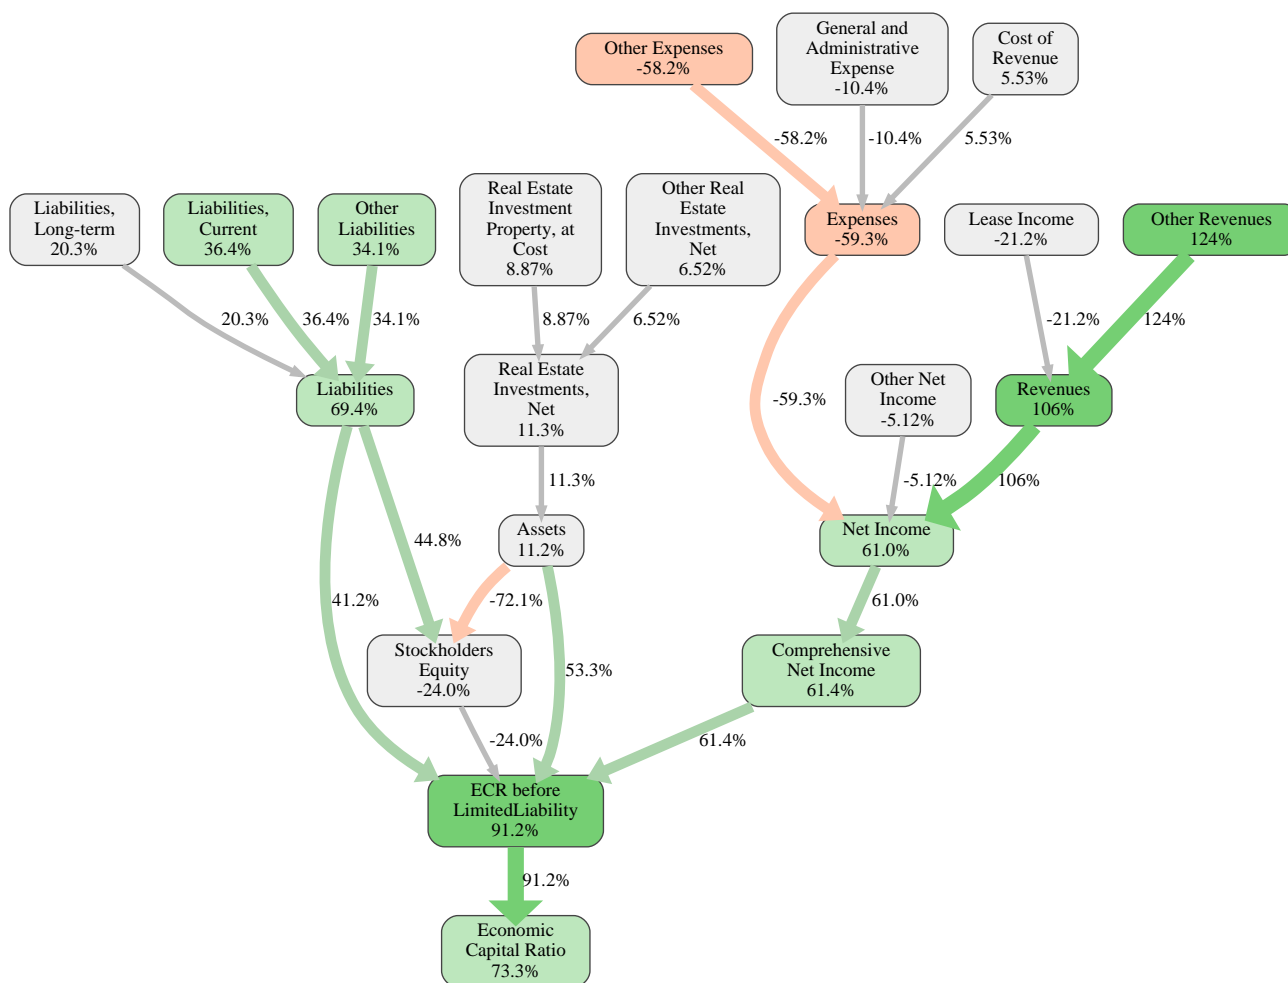 Other Expenses
-58.2%
General and
Administrative
Expense
-10.4%
Cost of
Revenue
5.53%
-58.2%
-10.4%
5.53%
Liabilities,
Long-term
20.3%
Liabilities,
Current
36.4%
Other
Liabilities
34.1%
Real Estate
Investment
Property, at
Cost
8.87%
Other Real
Estate
Investments,
Net
6.52%
Expenses
-59.3%
Lease Income
-21.2%
Other Revenues
124%
20.3%
36.4%
34.1%
8.87%
6.52%
-21.2%
124%
Liabilities
69.4%
Real Estate
Investments,
Net
11.3%
-59.3%
Other Net
Income
-5.12%
Revenues
106%
11.3%
-5.12%
106%
44.8%
Assets
11.2%
Net Income
61.0%
41.2%
-72.1%
61.0%
Stockholders
Equity
-24.0%
53.3%
Comprehensive
Net Income
61.4%
-24.0%
61.4%
ECR before
LimitedLiability
91.2%
91.2%
Economic
Capital Ratio
73.3%